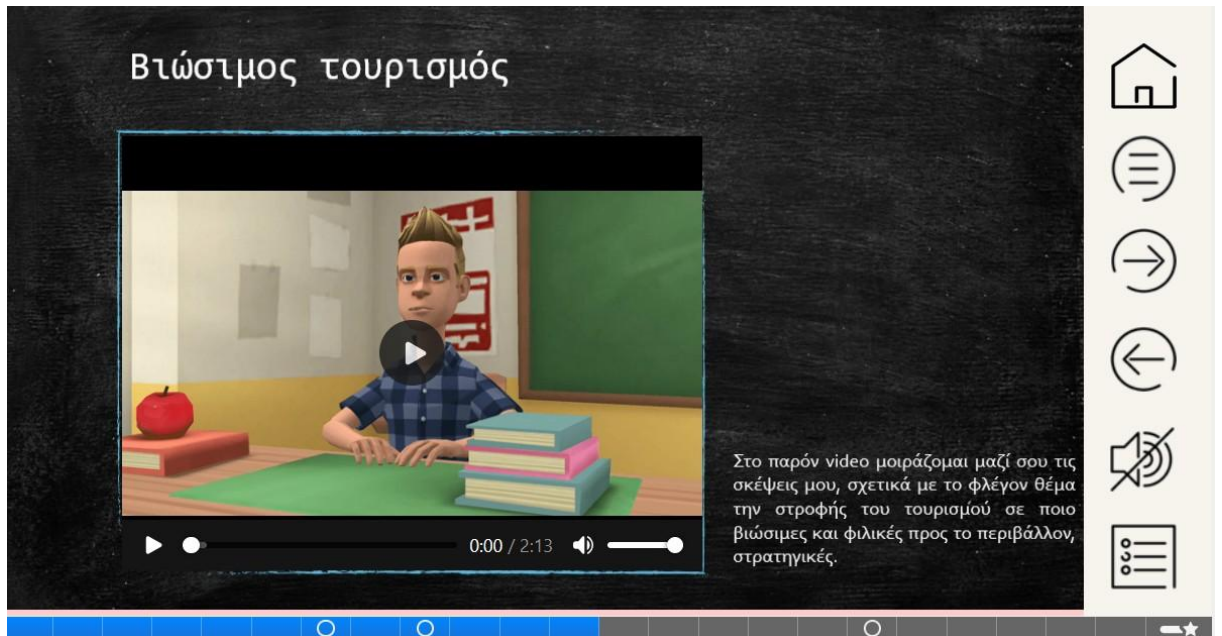 Βιώσιμος τουρισμός
Στο παρόν video μοιράζομαι μαζί σου τις
σκέψεις μου, σχετικά με το φλέγον θέμα
την στροφής του τουρισμού σε ποιο
βιώσιμες και φιλικές προς το περιβάλλον,
στρατηγικές.
0:00 / 2:13